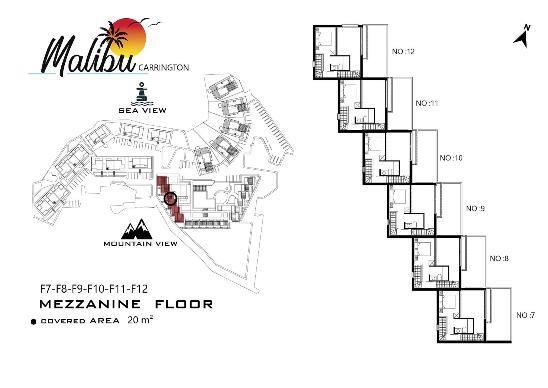 Malibu
CARRINGTON
SEA VIEW
MOUNTAIN VIEW
F7-F8-F9-F10-F11-F12
MEZZANINE FLOOR
COVERED AREA 20 m²
N
NO :12
NO :11
NO :10
NO :9
NO :8
NO :7